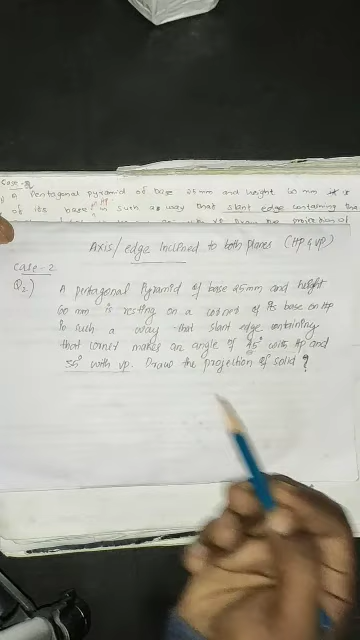 Case-2
A Pentagonal Pyramid of base 25mm and height 60 mm is
of its base in such as way that slant edge containing the
Axis/edge Inclined to both planes (HP & VP)
Case-2
Q2.) A pentagonal Pyramid of base 25mm and height
60 mm is resting on a corner of its base on HP
in such a way that slant edge containing
that corner makes an angle of 45° with Hp and
35° with vp. Draw the projection of solid ?